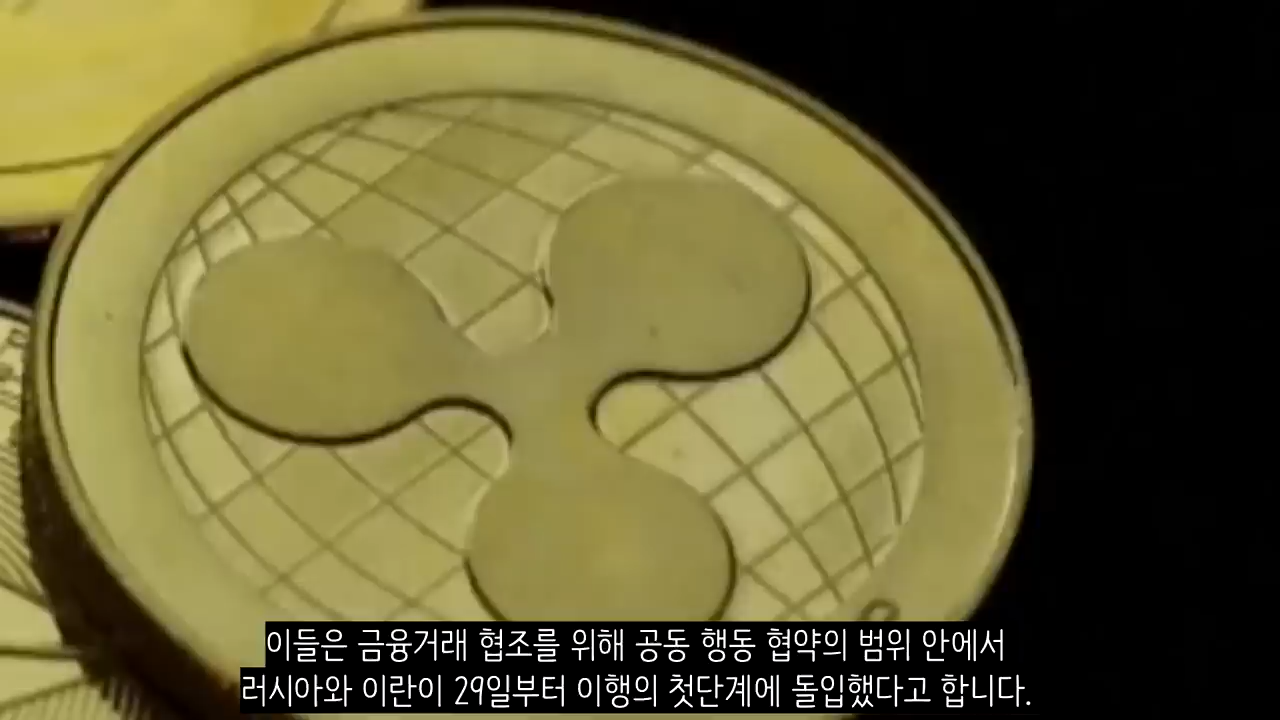 이들은 금융거래 협조를 위해 공동 행동 협약의 범위 안에서
러시아와 이란이 29일부터 이행의 첫단계에 돌입했다고 합니다.